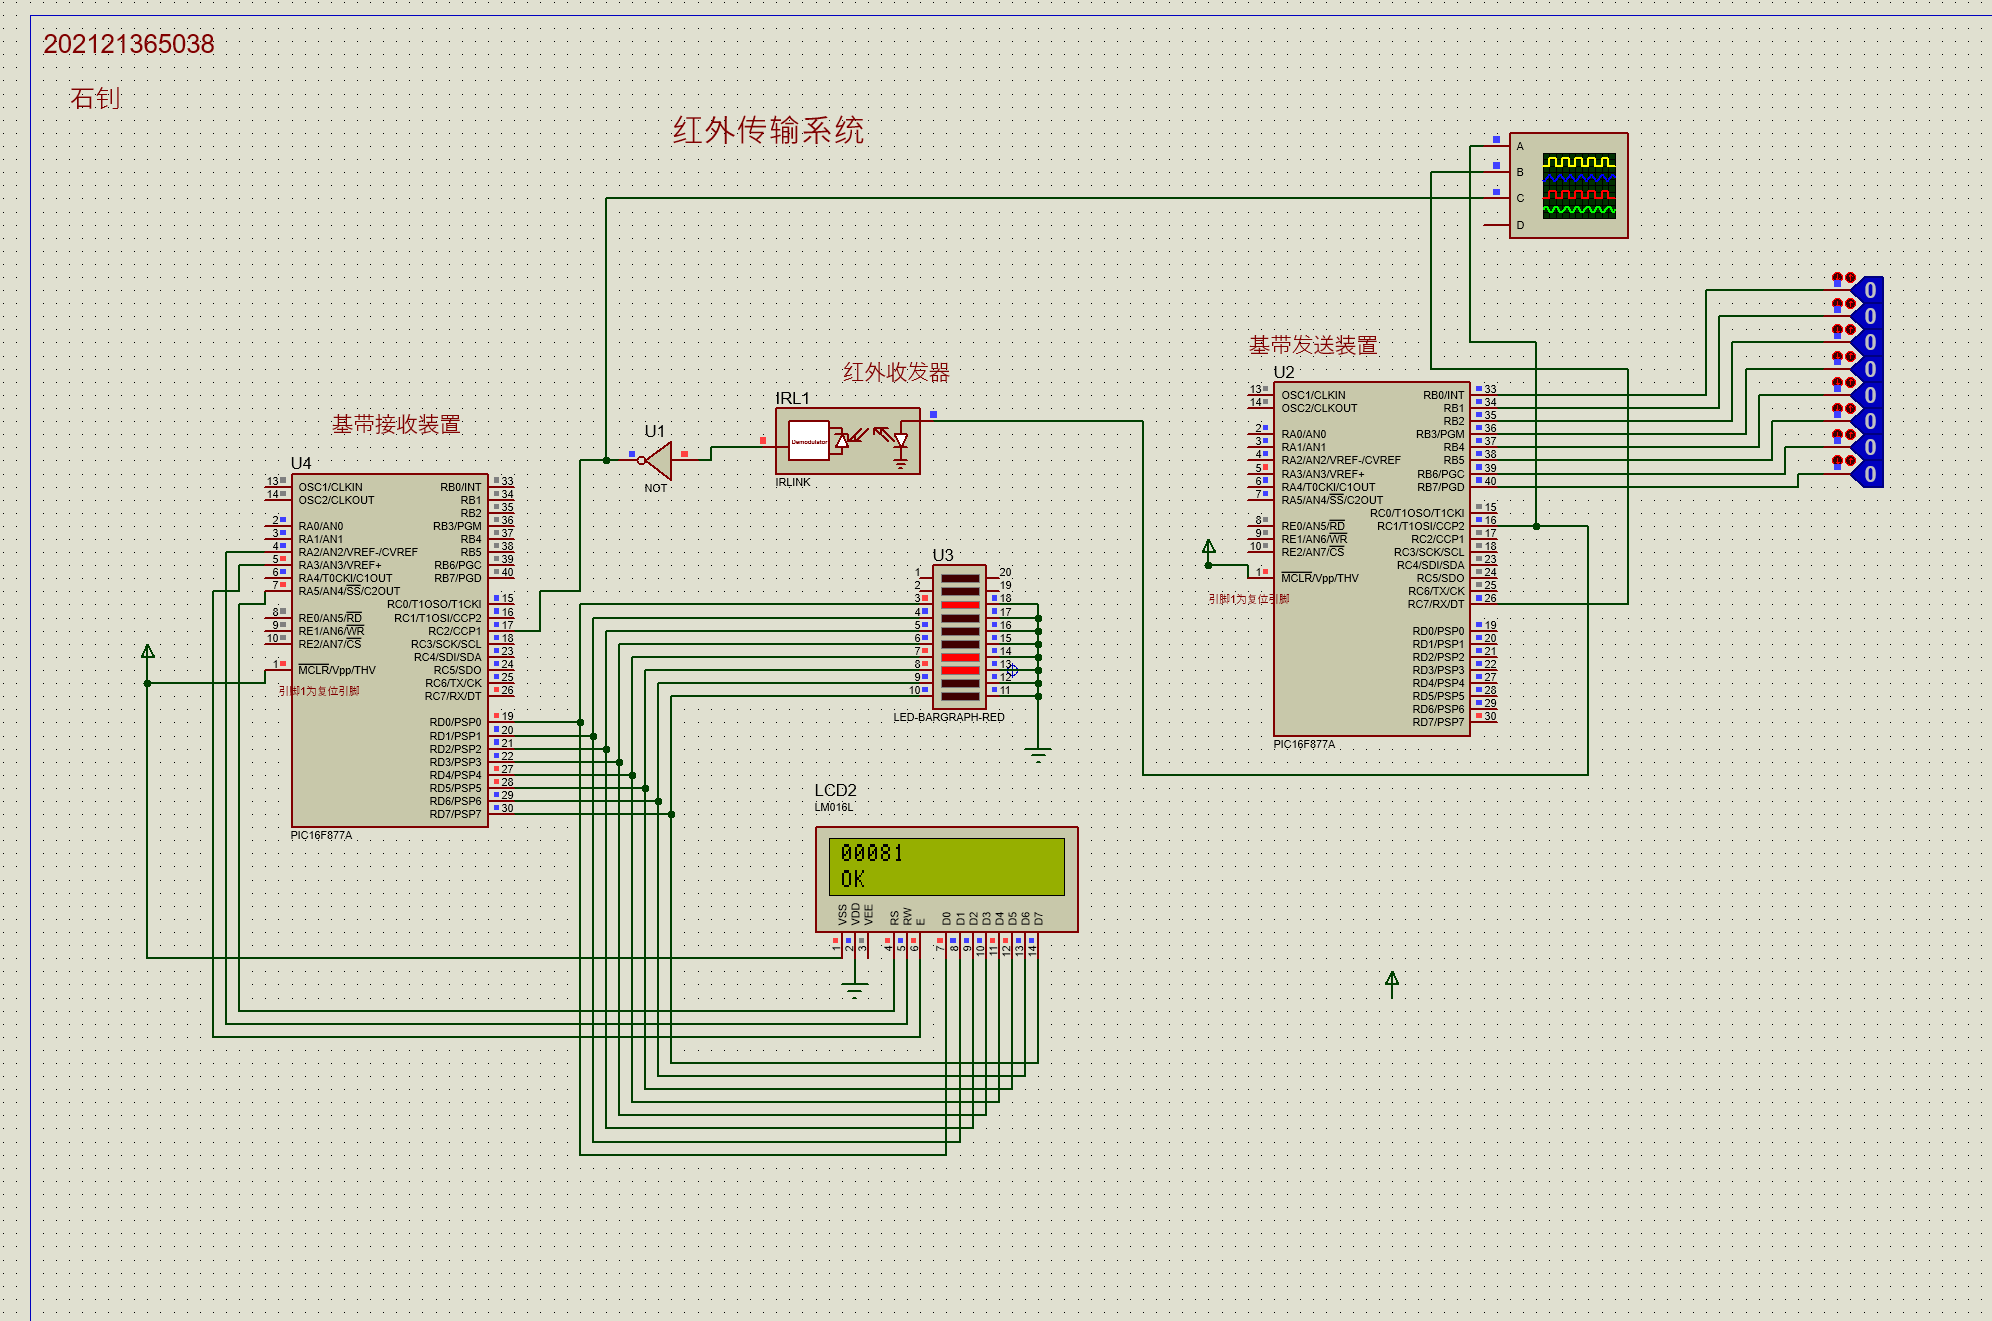 202121365038
石钊
红外传输系统
A
B
C
D
0
0
0
0
0
0
0
0
基带发送装置
U2
13 OSC1/CLKIN RB0/INT 33
14 OSC2/CLKOUT RB1 34
RB2 35
2 RA0/AN0 RB3/PGM 36
3 RA1/AN1 RB4 37
4 RA2/AN2/VREF-/CVREF RB5 38
5 RA3/AN3/VREF+ RB6/PGC 39
6 RA4/T0CKI/C1OUT RB7/PGD 40
7 RA5/AN4/SS/C2OUT
RC0/T1OSO/T1CKI 15
8 RE0/AN5/RD RC1/T1OSI/CCP2 16
9 RE1/AN6/WR RC2/CCP1 17
10 RE2/AN7/CS RC3/SCK/SCL 18
RC4/SDI/SDA 23
1 MCLR/Vpp/THV RC5/SDO 24
RC6/TX/CK 25
RC7/RX/DT 26
引脚1为复位引脚
RD0/PSP0 19
RD1/PSP1 20
RD2/PSP2 21
RD3/PSP3 22
RD4/PSP4 27
RD5/PSP5 28
RD6/PSP6 29
RD7/PSP7 30
PIC16F877A
红外收发器
IRL1
Demodulator
IRLINK
U1
NOT
基带接收装置
U4
13 OSC1/CLKIN RB0/INT 33
14 OSC2/CLKOUT RB1 34
RB2 35
2 RA0/AN0 RB3/PGM 36
3 RA1/AN1 RB4 37
4 RA2/AN2/VREF-/CVREF RB5 38
5 RA3/AN3/VREF+ RB6/PGC 39
6 RA4/T0CKI/C1OUT RB7/PGD 40
7 RA5/AN4/SS/C2OUT
RC0/T1OSO/T1CKI 15
8 RE0/AN5/RD RC1/T1OSI/CCP2 16
9 RE1/AN6/WR RC2/CCP1 17
10 RE2/AN7/CS RC3/SCK/SCL 18
RC4/SDI/SDA 23
1 MCLR/Vpp/THV RC5/SDO 24
RC6/TX/CK 25
RC7/RX/DT 26
引脚1为复位引脚
RD0/PSP0 19
RD1/PSP1 20
RD2/PSP2 21
RD3/PSP3 22
RD4/PSP4 27
RD5/PSP5 28
RD6/PSP6 29
RD7/PSP7 30
PIC16F877A
U3
1 20
2 19
3 18
4 17
5 16
6 15
7 14
8 13
9 12
10 11
LED-BARGRAPH-RED
LCD2
LM016L
00081
OK
VSS VDD VEE RS RW E D0 D1 D2 D3 D4 D5 D6 D7
1 2 3 4 5 6 7 8 9 10 11 12 13 14